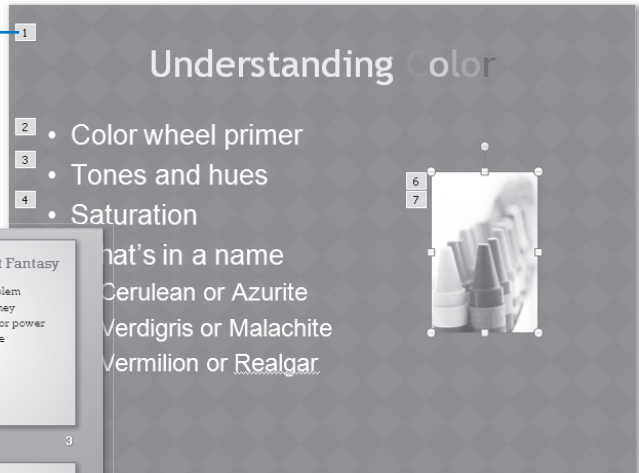 1
Understanding Color
2
• Color wheel primer
3
• Tones and hues
6
4
• Saturation
7
hat's in a name
Cerulean or Azurite
Verdigris or Malachite
Vermilion or Realgar
t Fantasy
olem
ney
or power
e
3